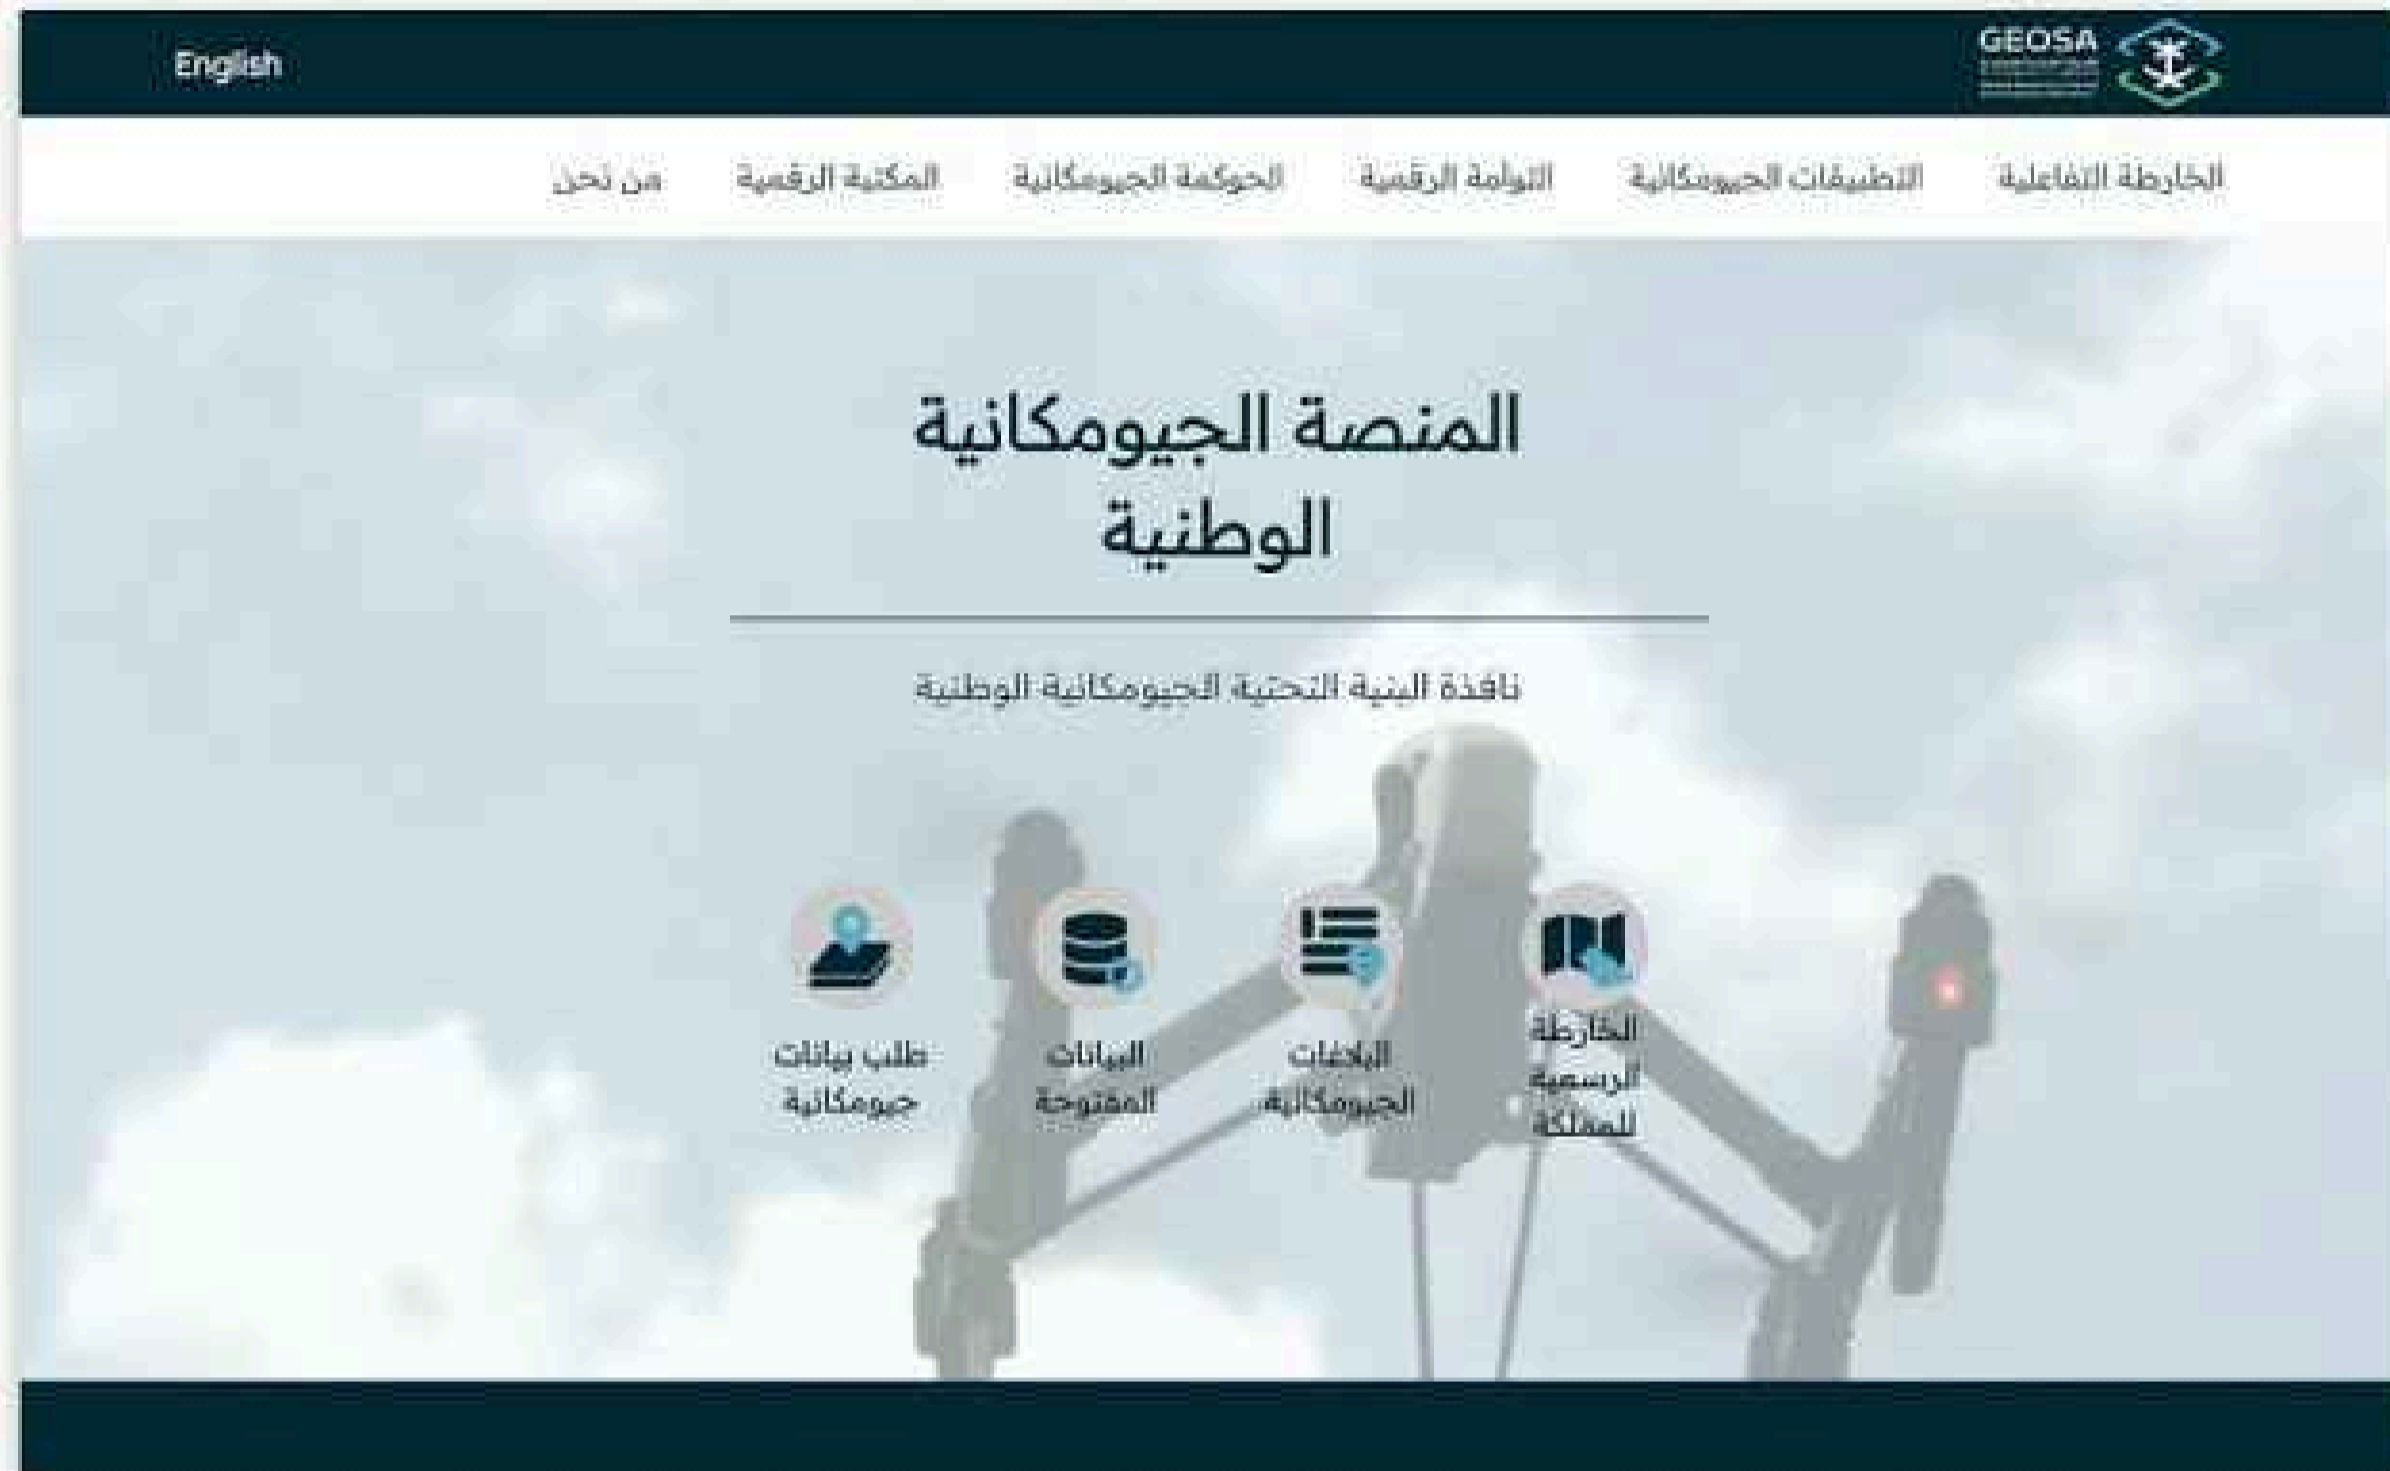 GEOSA
English
الخارطة التفاعلية
التطبيقات الجيومكانية
التوأمة الرقمية
الحوكمة الجيومكانية
المكتبة الرقمية
من نحن
المنصة الجيومكانية
الوطنية
نافذة البنية التحتية الجيومكانية الوطنية
الخارطة
الرسمية
للمملكة
البلاغات
الجيومكانية
البيانات
المفتوحة
طلب بيانات
جيومكانية